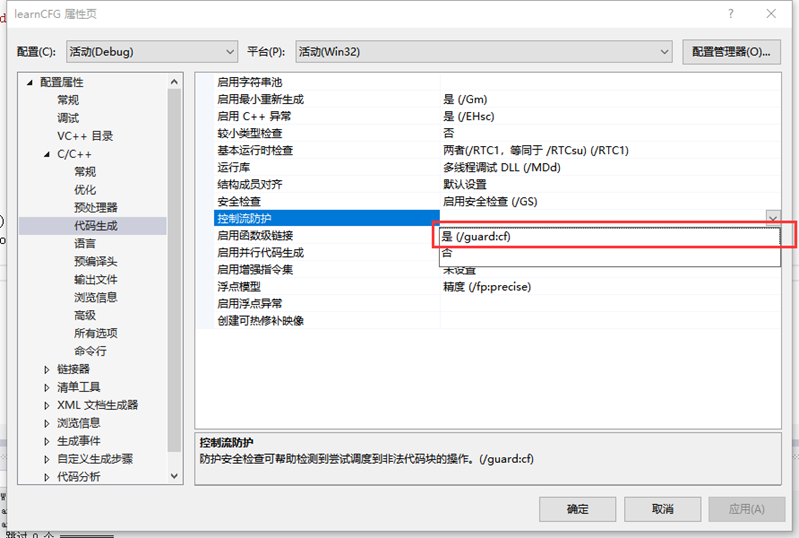 learnCFG 属性页
配置(C): 活动(Debug) 平台(P): 活动(Win32) 配置管理器(O)...
配置属性
常规
调试
VC++ 目录
C/C++
常规
优化
预处理器
代码生成
语言
预编译头
输出文件
浏览信息
高级
所有选项
命令行
链接器
清单工具
XML 文档生成器
浏览信息
生成事件
自定义生成步骤
代码分析
启用字符串池
启用最小重新生成 是 (/Gm)
启用 C++ 异常 是 (/EHsc)
较小类型检查 否
基本运行时检查 两者(/RTC1，等同于 /RTCsu) (/RTC1)
运行库 多线程调试 DLL (/MDd)
结构成员对齐 默认设置
安全检查 启用安全检查 (/GS)
控制流防护
启用函数级链接 是 (/guard:cf)
启用并行代码生成 否
启用增强指令集 未设置
浮点模型 精度 (/fp:precise)
启用浮点异常
创建可热修补映像
控制流防护
防护安全检查可帮助检测到尝试调度到非法代码块的操作。(/guard:cf)
确定 取消 应用(A)